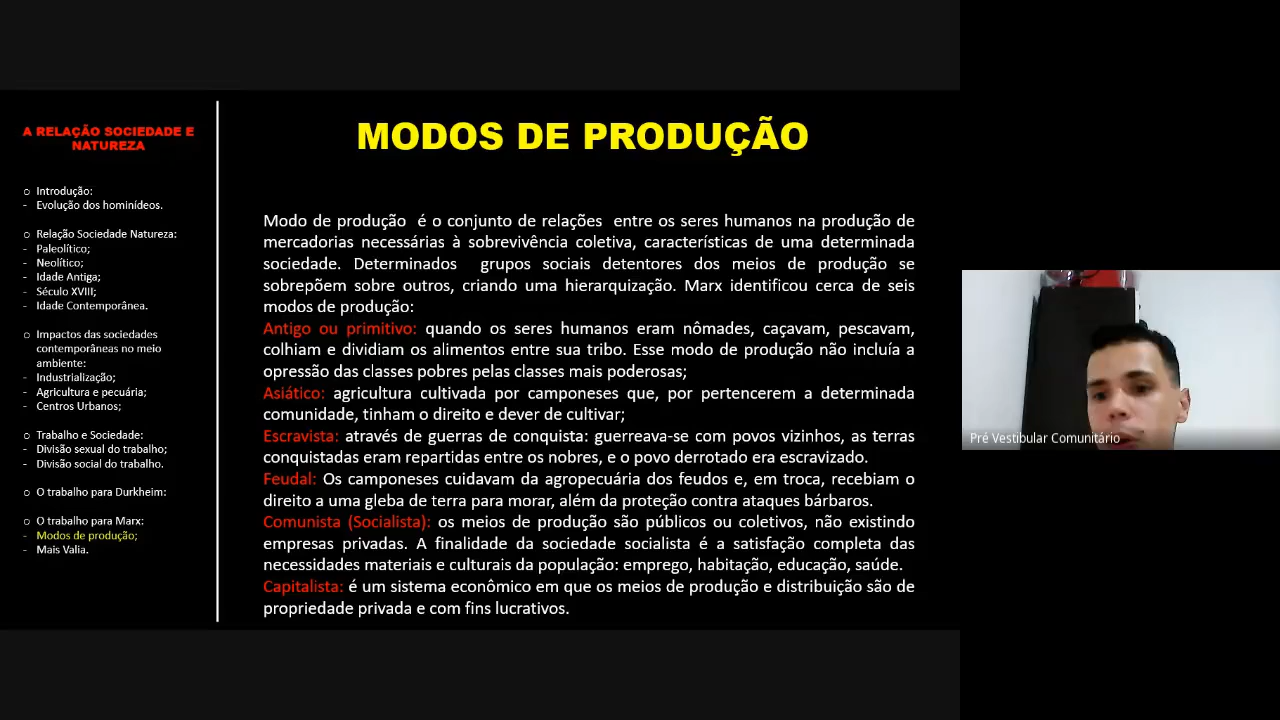 A RELAÇÃO SOCIEDADE E
NATUREZA
o Introdução:
- Evolução dos hominídeos.
o Relação Sociedade Natureza:
- Paleolítico;
- Neolítico;
- Idade Antiga;
- Século XVIII;
- Idade Contemporânea.
o Impactos das sociedades
contemporâneas no meio
ambiente:
- Industrialização;
- Agricultura e pecuária;
- Centros Urbanos;
o Trabalho e Sociedade:
- Divisão sexual do trabalho;
- Divisão social do trabalho.
o O trabalho para Durkheim:
o O trabalho para Marx:
- Modos de produção;
- Mais Valia.
MODOS DE PRODUÇÃO
Modo de produção é o conjunto de relações entre os seres humanos na produção de
mercadorias necessárias à sobrevivência coletiva, características de uma determinada
sociedade. Determinados grupos sociais detentores dos meios de produção se
sobrepõem sobre outros, criando uma hierarquização. Marx identificou cerca de seis
modos de produção:
Antigo ou primitivo: quando os seres humanos eram nômades, caçavam, pescavam,
colhiam e dividiam os alimentos entre sua tribo. Esse modo de produção não incluía a
opressão das classes pobres pelas classes mais poderosas;
Asiático: agricultura cultivada por camponeses que, por pertencerem a determinada
comunidade, tinham o direito e dever de cultivar;
Escravista: através de guerras de conquista: guerreava-se com povos vizinhos, as terras
conquistadas eram repartidas entre os nobres, e o povo derrotado era escravizado.
Feudal: Os camponeses cuidavam da agropecuária dos feudos e, em troca, recebiam o
direito a uma gleba de terra para morar, além da proteção contra ataques bárbaros.
Comunista (Socialista): os meios de produção são públicos ou coletivos, não existindo
empresas privadas. A finalidade da sociedade socialista é a satisfação completa das
necessidades materiais e culturais da população: emprego, habitação, educação, saúde.
Capitalista: é um sistema econômico em que os meios de produção e distribuição são de
propriedade privada e com fins lucrativos.
Pré Vestibular Comunitário